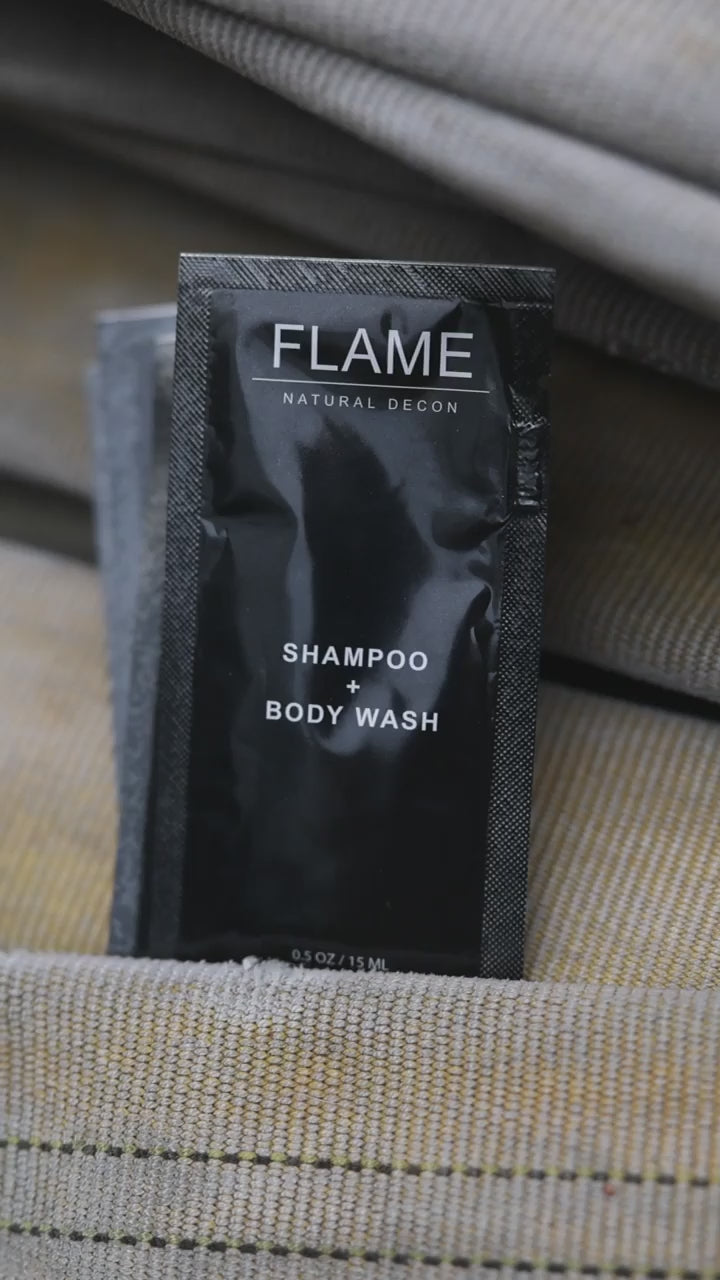 FLAME
NATURAL DECON
SHAMPOO
+
BODY WASH
0.5 OZ / 15 ML